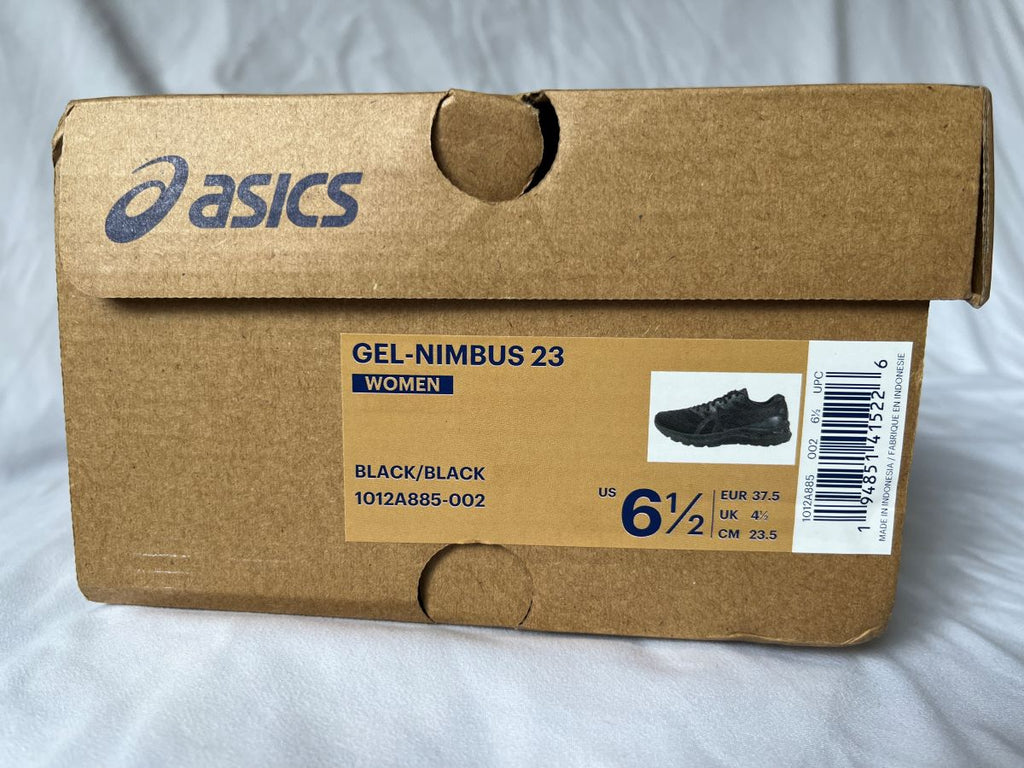 asics
GEL-NIMBUS 23
WOMEN
BLACK/BLACK
1012A885-002
US 6½
EUR 37.5
UK 4½
CM 23.5
1012A885 002 6½ UPC
1 94851 41522 6
MADE IN INDONESIA / FABRIQUE EN INDONESIE